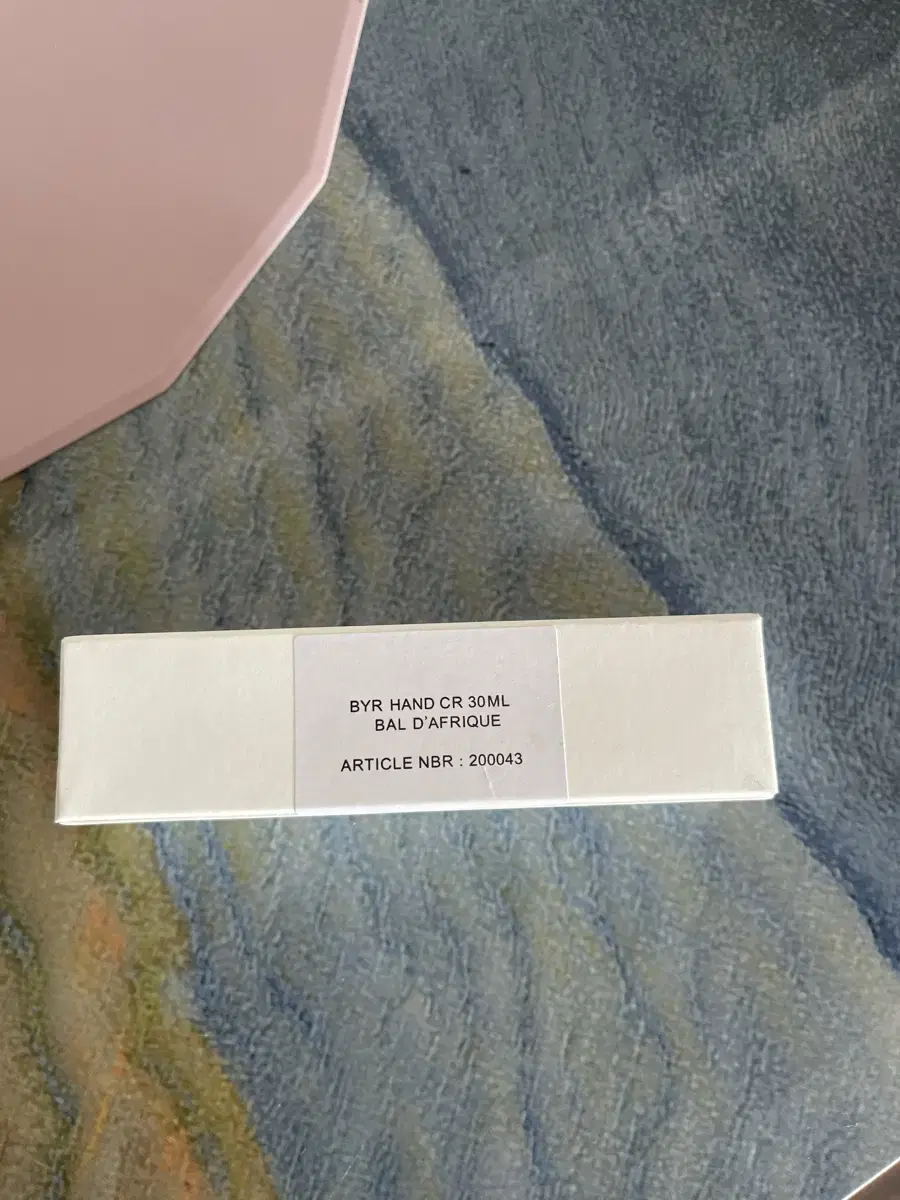 BYR HAND CR 30ML
BAL D'AFRIQUE
ARTICLE NBR : 200043